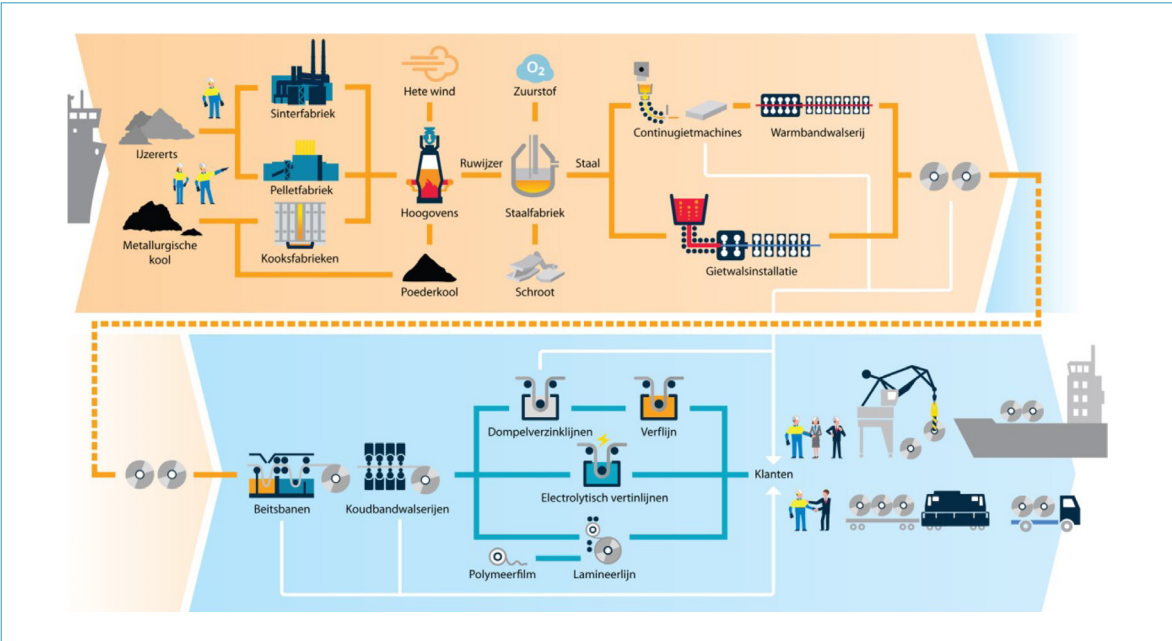 Hete wind
O2
Zuurstof
Sinterfabriek
Continugietmachines
Warmbandwalserij
IJzererts
Ruwijzer
Staal
Pelletfabriek
Hoogovens
Staalfabriek
Metallurgische
kool
Kooksfabrieken
Gietwalsinstallatie
Poederkool
Schroot
Dompelverzinklijnen
Verflijn
Klanten
Electrolytisch vertinlijnen
Beitsbanen
Koudbandwalserijen
Polymeerfilm
Lamineerlijn